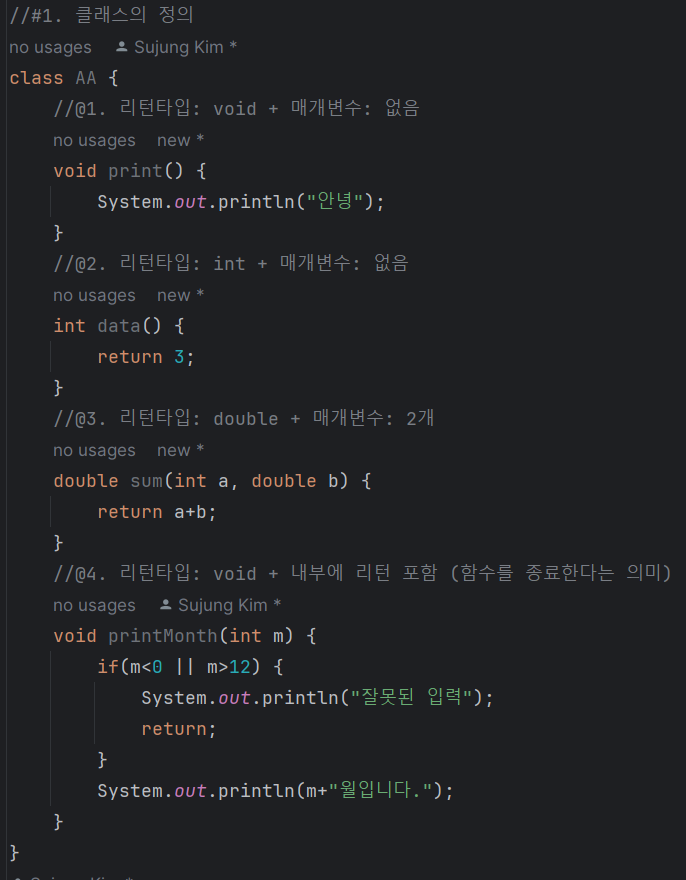 //#1. 클래스의 정의
no usages Sujung Kim *
class AA {
//@1. 리턴타입: void + 매개변수: 없음
no usages new *
void print() {
System.out.println("안녕");
}
//@2. 리턴타입: int + 매개변수: 없음
no usages new *
int data() {
return 3;
}
//@3. 리턴타입: double + 매개변수: 2개
no usages new *
double sum(int a, double b) {
return a+b;
}
//@4. 리턴타입: void + 내부에 리턴 포함 (함수를 종료한다는 의미)
no usages Sujung Kim *
void printMonth(int m) {
if(m<0 || m>12) {
System.out.println("잘못된 입력");
return;
}
System.out.println(m+"월입니다.");
}
}